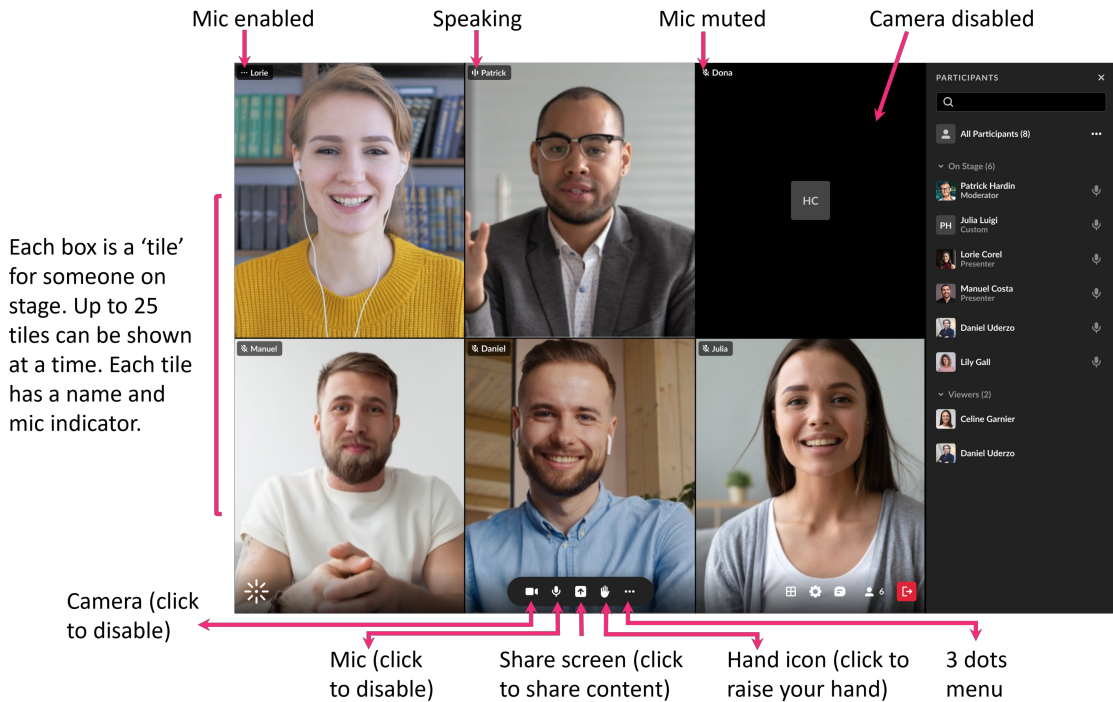 Mic enabled
Speaking
Mic muted
Camera disabled
Lorie
Patrick
Dona
HC
Manuel
Daniel
Julia
6
PARTICIPANTS
All Participants (8)
On Stage (6)
Patrick Hardin
Moderator
PH
Julia Luigi
Custom
Lorie Corel
Presenter
Manuel Costa
Presenter
Daniel Uderzo
Lily Gall
Viewers (2)
Celine Garnier
Daniel Uderzo
Each box is a ‘tile’
for someone on
stage. Up to 25
tiles can be shown
at a time. Each tile
has a name and
mic indicator.
Camera (click
to disable)
Mic (click
to disable)
Share screen (click
to share content)
Hand icon (click to
raise your hand)
3 dots
menu